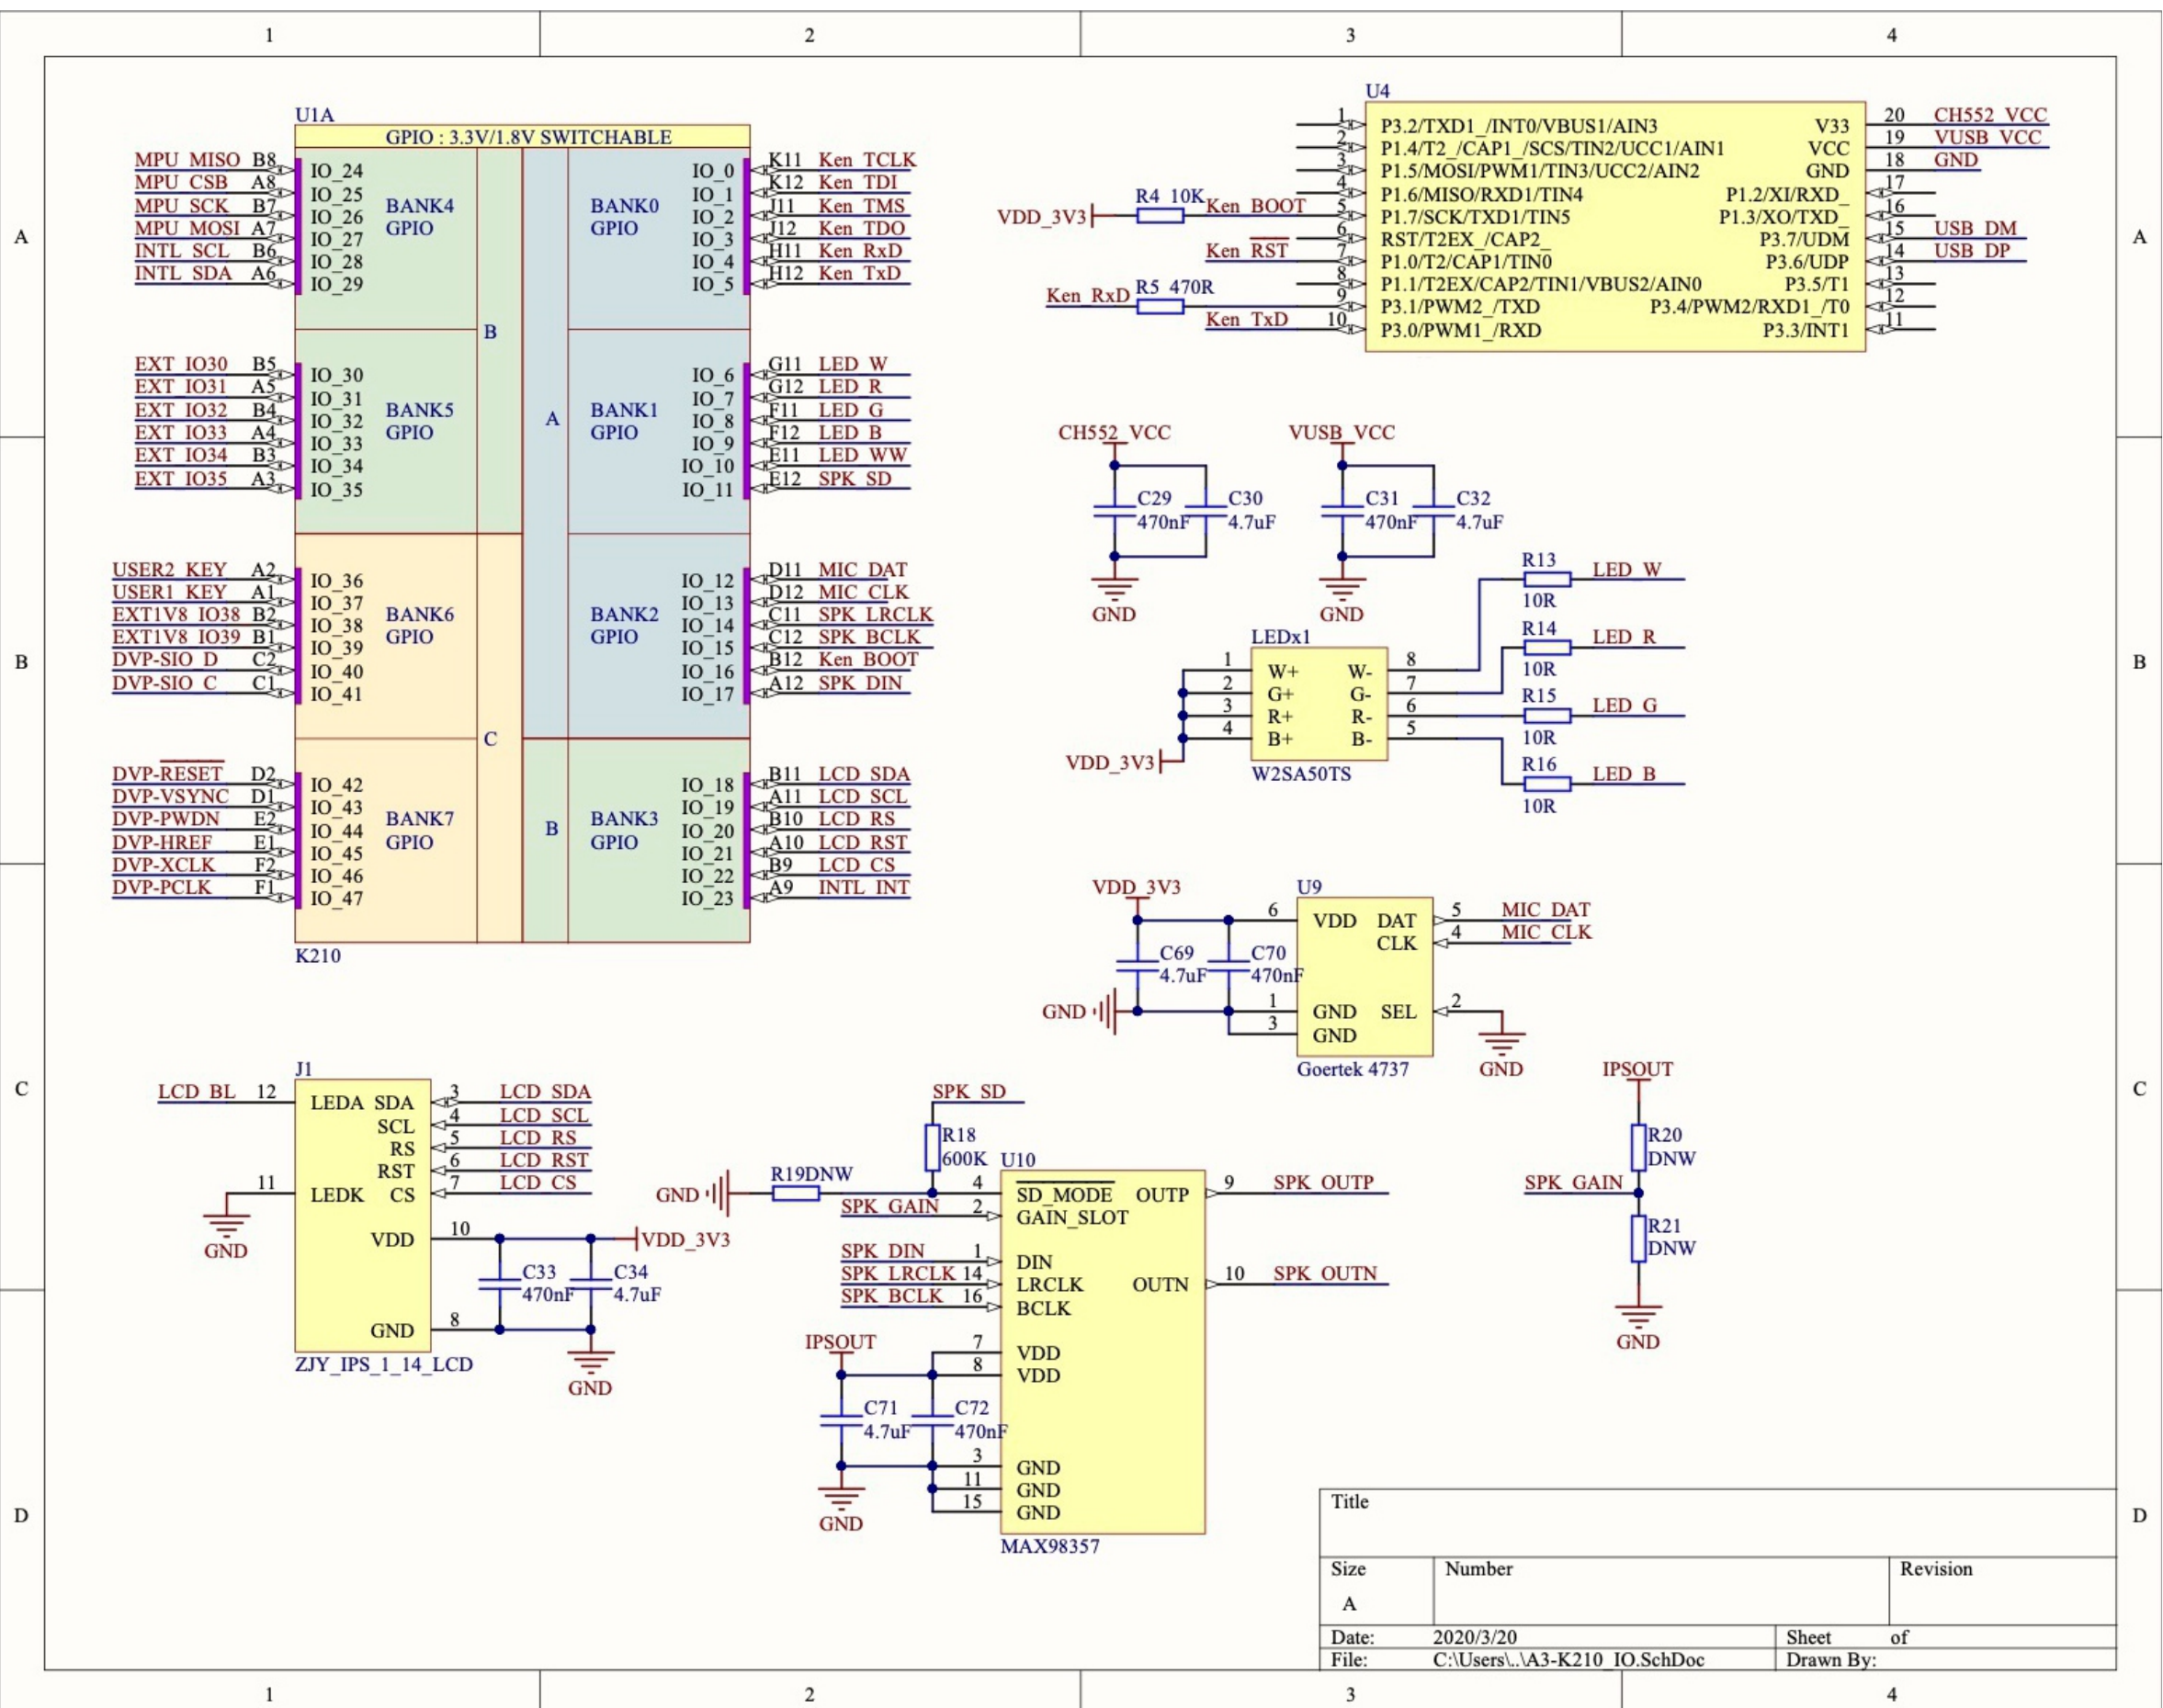 1 2 3 4
A
B
C
D
A
B
C
D
1 2 3 4
U1A
GPIO : 3.3V/1.8V SWITCHABLE
MPU_MISO B8 IO_24
MPU_CSB A8 IO_25
MPU_SCK B7 IO_26
MPU_MOSI A7 IO_27
INTL_SCL B6 IO_28
INTL_SDA A6 IO_29
BANK4
GPIO
EXT_IO30 B5 IO_30
EXT_IO31 A5 IO_31
EXT_IO32 B4 IO_32
EXT_IO33 A4 IO_33
EXT_IO34 B3 IO_34
EXT_IO35 A3 IO_35
BANK5
GPIO
B
USER2_KEY A2 IO_36
USER1_KEY A1 IO_37
EXT1V8_IO38 B2 IO_38
EXT1V8_IO39 B1 IO_39
DVP-SIO_D C2 IO_40
DVP-SIO_C C1 IO_41
BANK6
GPIO
DVP-RESET D2 IO_42
DVP-VSYNC D1 IO_43
DVP-PWDN E2 IO_44
DVP-HREF E1 IO_45
DVP-XCLK F2 IO_46
DVP-PCLK F1 IO_47
BANK7
GPIO
C
BANK0
GPIO
IO_0 K11 Ken_TCLK
IO_1 K12 Ken_TDI
IO_2 J11 Ken_TMS
IO_3 J12 Ken_TDO
IO_4 H11 Ken_RxD
IO_5 H12 Ken_TxD
A
BANK1
GPIO
IO_6 G11 LED_W
IO_7 G12 LED_R
IO_8 F11 LED_G
IO_9 F12 LED_B
IO_10 E11 LED_WW
IO_11 E12 SPK_SD
BANK2
GPIO
IO_12 D11 MIC_DAT
IO_13 D12 MIC_CLK
IO_14 C11 SPK_LRCLK
IO_15 C12 SPK_BCLK
IO_16 B12 Ken_BOOT
IO_17 A12 SPK_DIN
B
BANK3
GPIO
IO_18 B11 LCD_SDA
IO_19 A11 LCD_SCL
IO_20 B10 LCD_RS
IO_21 A10 LCD_RST
IO_22 B9 LCD_CS
IO_23 A9 INTL_INT
K210
U4
1 P3.2/TXD1_/INT0/VBUS1/AIN3 V33 20 CH552_VCC
2 P1.4/T2_/CAP1_/SCS/TIN2/UCC1/AIN1 VCC 19 VUSB_VCC
3 P1.5/MOSI/PWM1/TIN3/UCC2/AIN2 GND 18 GND
4 P1.6/MISO/RXD1/TIN4 P1.2/XI/RXD_ 17
VDD_3V3 R4 10K Ken_BOOT 5 P1.7/SCK/TXD1/TIN5 P1.3/XO/TXD_ 16
6 RST/T2EX_/CAP2_ P3.7/UDM 15 USB_DM
Ken_RST 7 P1.0/T2/CAP1/TIN0 P3.6/UDP 14 USB_DP
8 P1.1/T2EX/CAP2/TIN1/VBUS2/AIN0 P3.5/T1 13
Ken_RxD R5 470R 9 P3.1/PWM2_/TXD P3.4/PWM2/RXD1_/T0 12
Ken_TxD 10 P3.0/PWM1_/RXD P3.3/INT1 11
CH552_VCC
C29 C30
470nF 4.7uF
GND
VUSB_VCC
C31 C32
470nF 4.7uF
GND
LEDx1
1 W+ W- 8
2 G+ G- 7
3 R+ R- 6
4 B+ B- 5
VDD_3V3
W2SA50TS
R13 LED_W
10R
R14 LED_R
10R
R15 LED_G
10R
R16 LED_B
10R
VDD_3V3
C69 C70
4.7uF 470nF
GND
U9
6 VDD DAT 5 MIC_DAT
CLK 4 MIC_CLK
1 GND SEL 2
3 GND
Goertek 4737
GND
J1
LCD_BL 12 LEDA SDA 3 LCD_SDA
SCL 4 LCD_SCL
RS 5 LCD_RS
RST 6 LCD_RST
11 LEDK CS 7 LCD_CS
GND
VDD 10 VDD_3V3
C33 C34
470nF 4.7uF
GND 8
GND
ZJY_IPS_1_14_LCD
SPK_SD
R18
600K
GND R19DNW
U10
4 SD_MODE OUTP 9 SPK_OUTP
SPK_GAIN 2 GAIN_SLOT
SPK_DIN 1 DIN
SPK_LRCLK 14 LRCLK OUTN 10 SPK_OUTN
SPK_BCLK 16 BCLK
IPSOUT
7 VDD
8 VDD
C71 C72
4.7uF 470nF
3 GND
11 GND
15 GND
GND
MAX98357
IPSOUT
R20
DNW
SPK_GAIN
R21
DNW
GND
Title
Size Number Revision
A
Date: 2020/3/20 Sheet of
File: C:\Users\..\A3-K210_IO.SchDoc Drawn By: